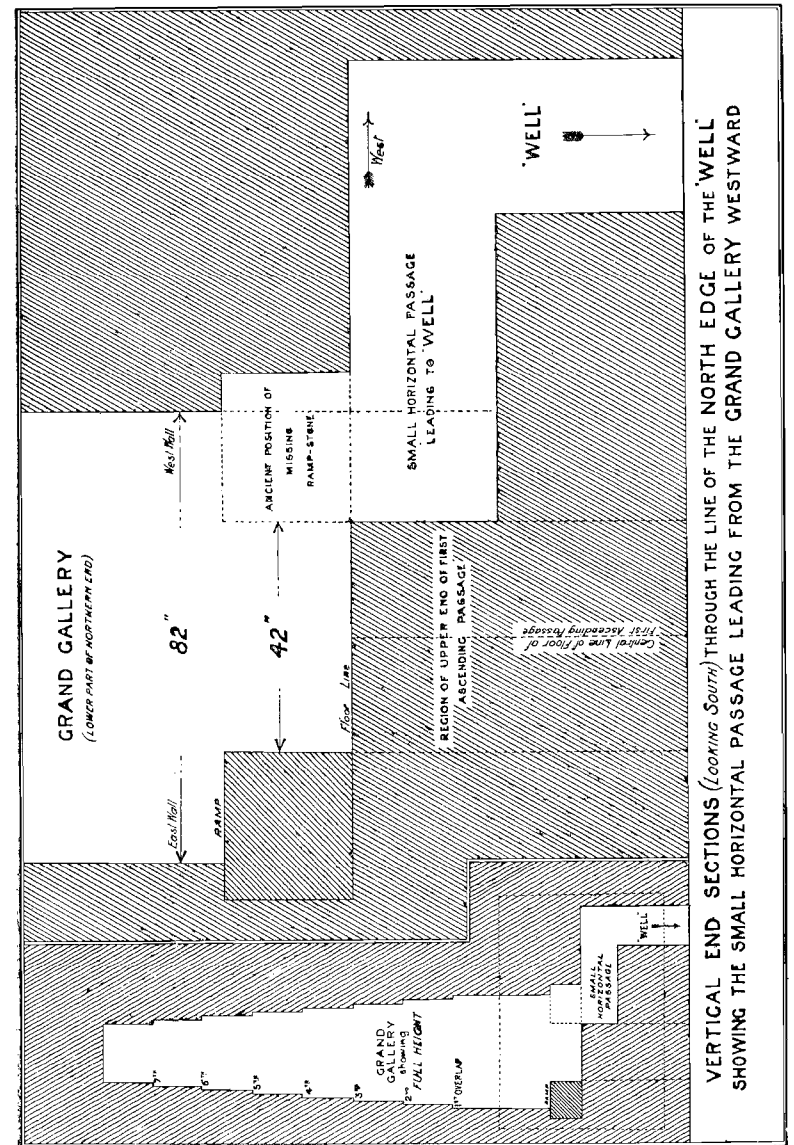 GRAND GALLERY
(LOWER PART OF NORTHERN END)
East Wall
82"
West Wall
RAMP
42"
ANCIENT POSITION OF
MISSING
RAMP-STONE
Floor Line
West
SMALL HORIZONTAL PASSAGE
LEADING TO "WELL"
"WELL"
REGION OF UPPER END OF FIRST
ASCENDING PASSAGE
Central Line of Floor of
First Ascending Passage
7TH
6TH
5TH
4TH
3RD
2ND
1ST OVERLAP
GRAND
GALLERY
showing
FULL HEIGHT
RAMP
SMALL
HORIZONTAL
PASSAGE
"WELL"
VERTICAL END SECTIONS (LOOKING SOUTH) THROUGH THE LINE OF THE NORTH EDGE OF THE "WELL"
SHOWING THE SMALL HORIZONTAL PASSAGE LEADING FROM THE GRAND GALLERY WESTWARD